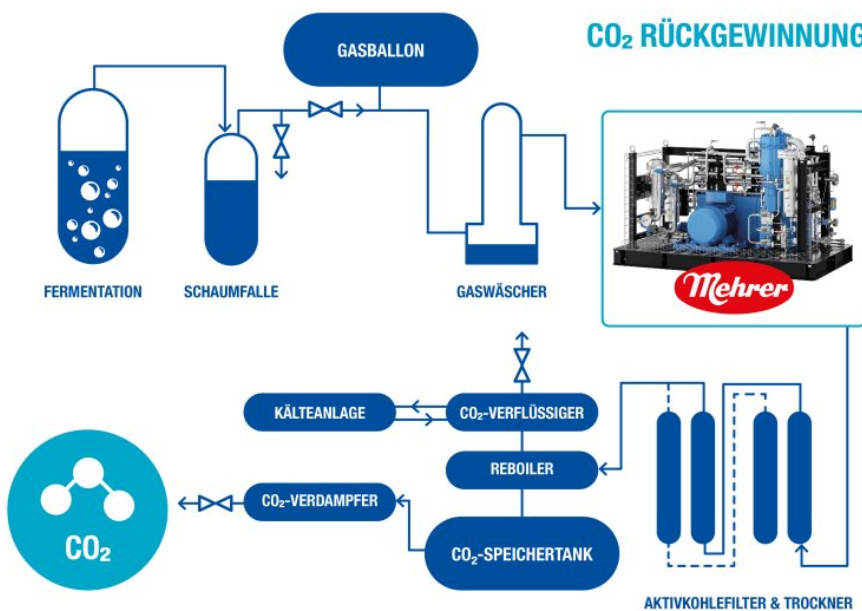 CO₂ RÜCKGEWINNUNG
GASBALLON
FERMENTATION
SCHAUMFALLE
GASWÄSCHER
Mehrer
KÄLTEANLAGE
CO₂-VERFLÜSSIGER
REBOILER
CO₂-VERDAMPFER
CO₂
CO₂-SPEICHERTANK
AKTIVKOHLEFILTER & TROCKNER